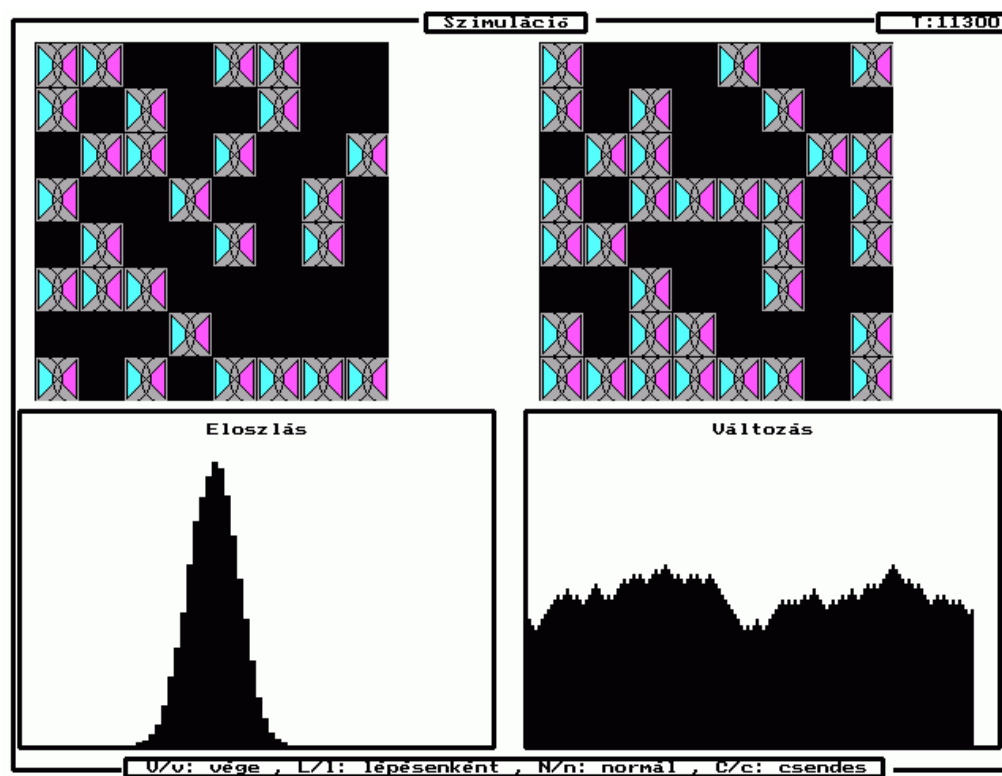 Szimuláció
T:11300
Eloszlás
Változás
V/v: vége , L/l: lépésenként , N/n: normál , C/c: csendes